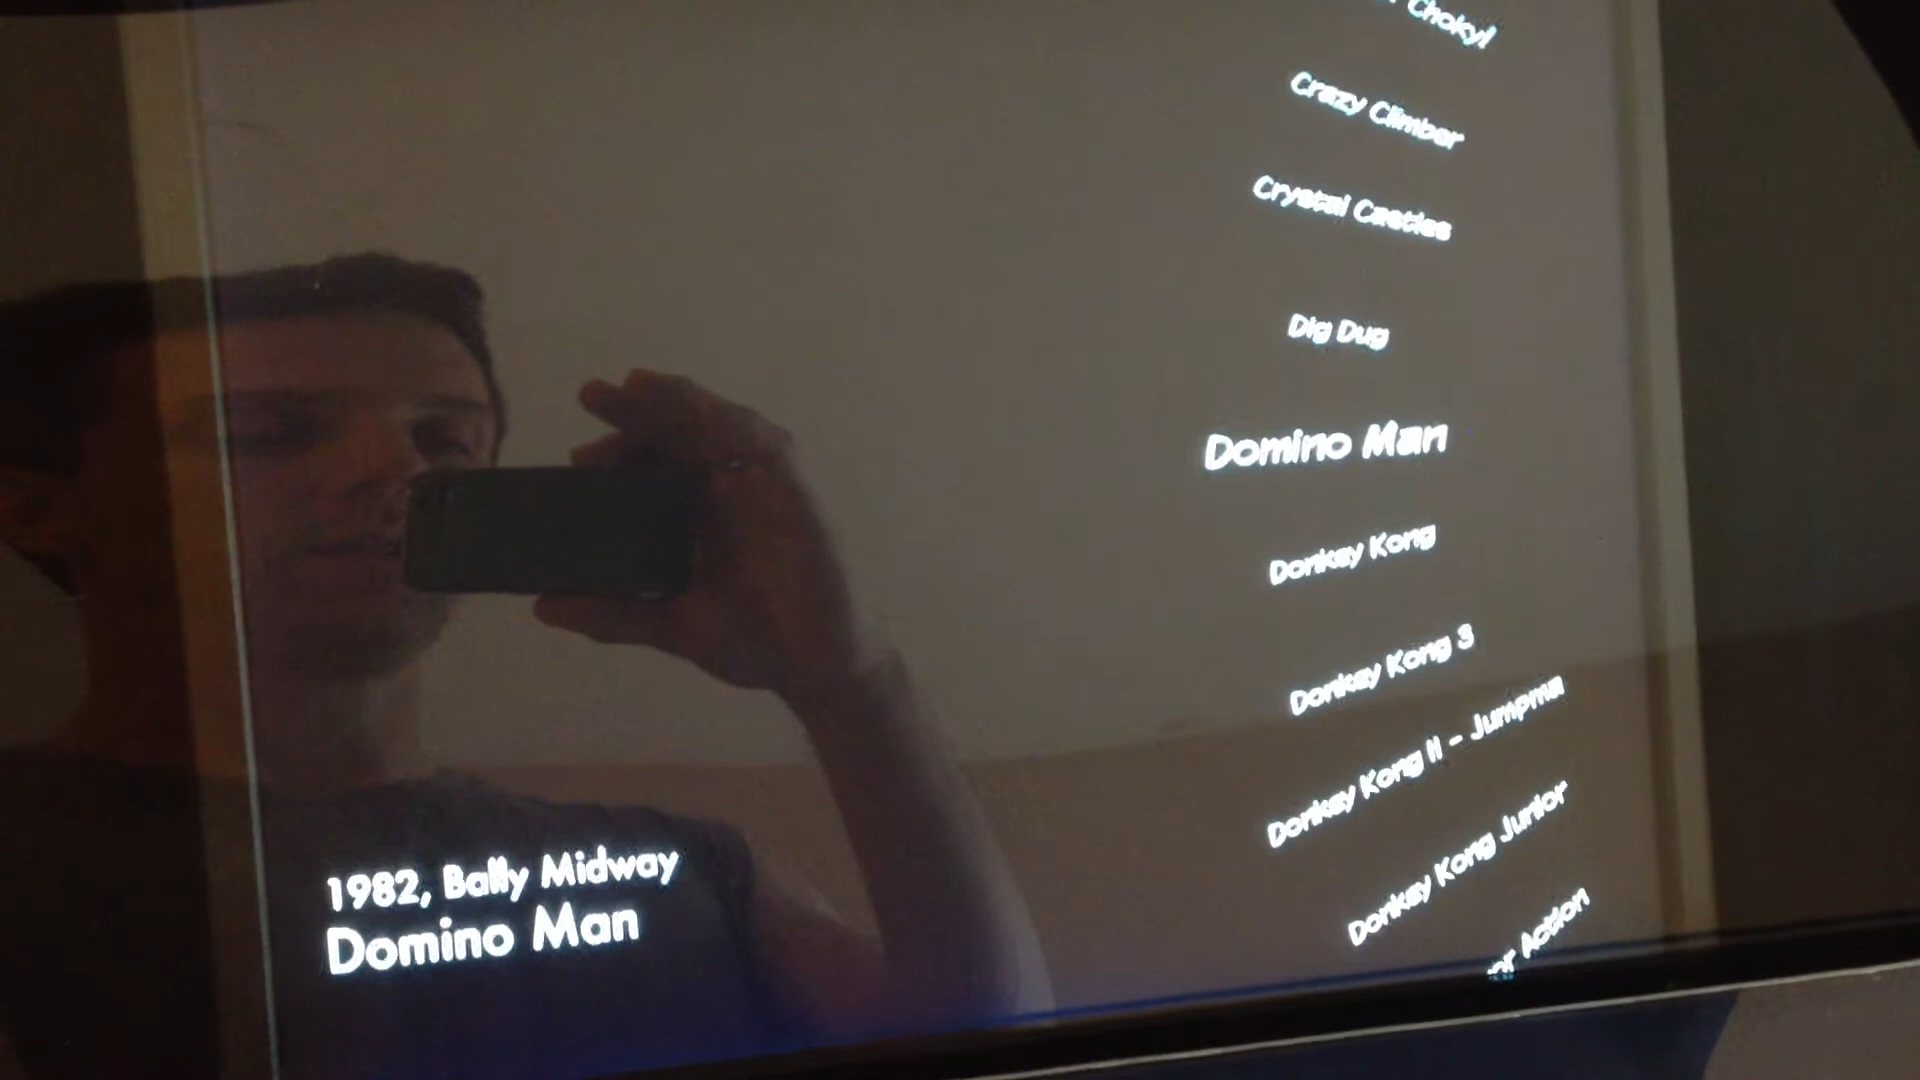 Choky!
Crazy Climber
Crystal Castles
Dig Dug
Domino Man
Donkey Kong
Donkey Kong 3
Donkey Kong II - Jumpma
Donkey Kong Junior
or Action
1982, Bally Midway
Domino Man